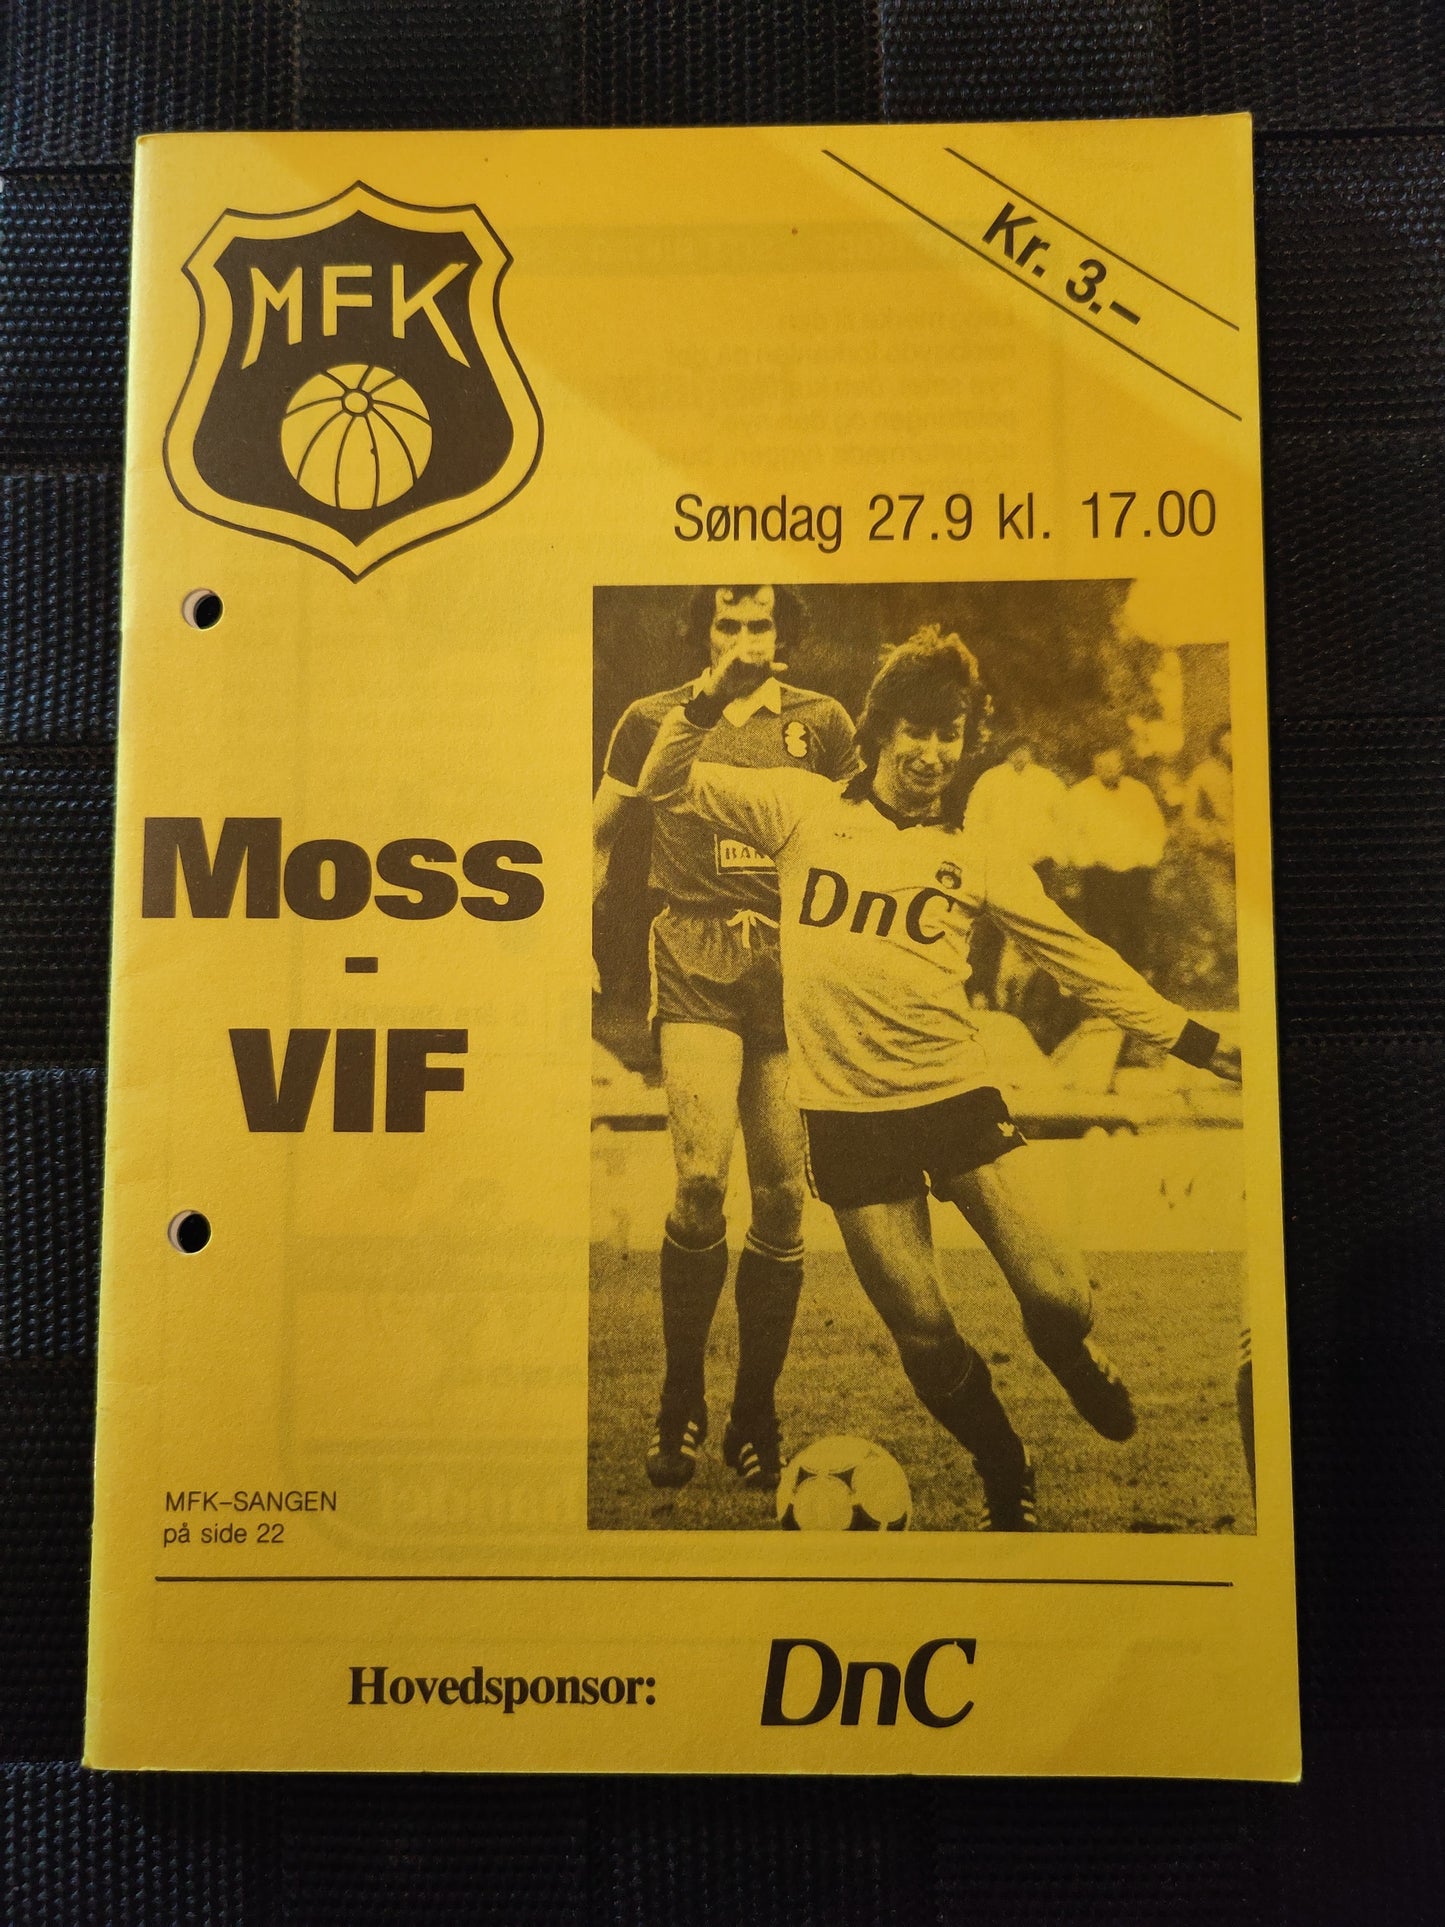 MFK
Kr. 3.–
Søndag 27.9 kl. 17.00
BAN
DnC
Moss
-
VIF
MFK–SANGEN
på side 22
Hovedsponsor: DnC